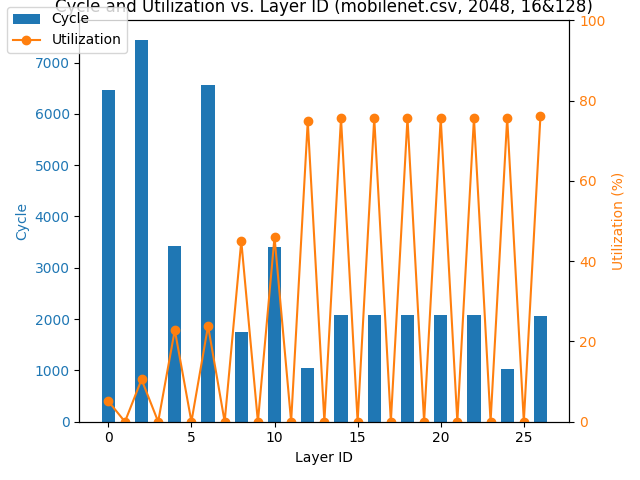 Cycle and Utilization vs. Layer ID (mobilenet.csv, 2048, 16&128)
Cycle
Utilization
7000
6000
5000
4000
3000
2000
1000
0
Cycle
100
80
60
40
20
0
Utilization (%)
0 5 10 15 20 25
Layer ID